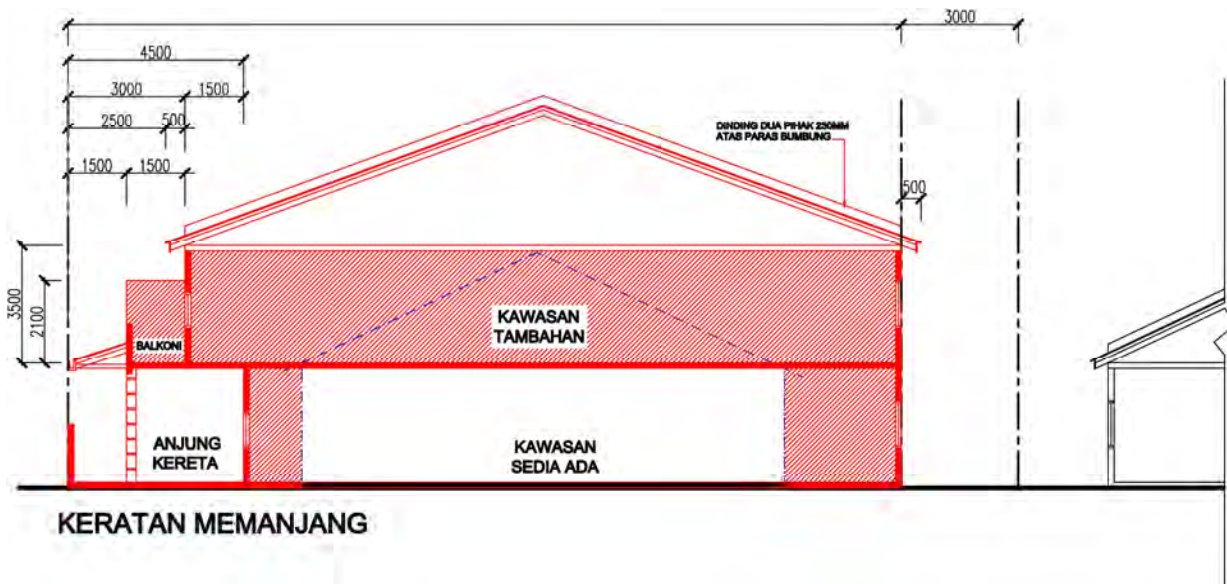 3000
4500
3000
1500
2500
500
DINDING DUA PIHAK 230MM
ATAS PARAS BUMBUNG
1500
1500
500
3500
2100
KAWASAN
TAMBAHAN
BALKONI
ANJUNG
KERETA
KAWASAN
SEDIA ADA
KERATAN MEMANJANG